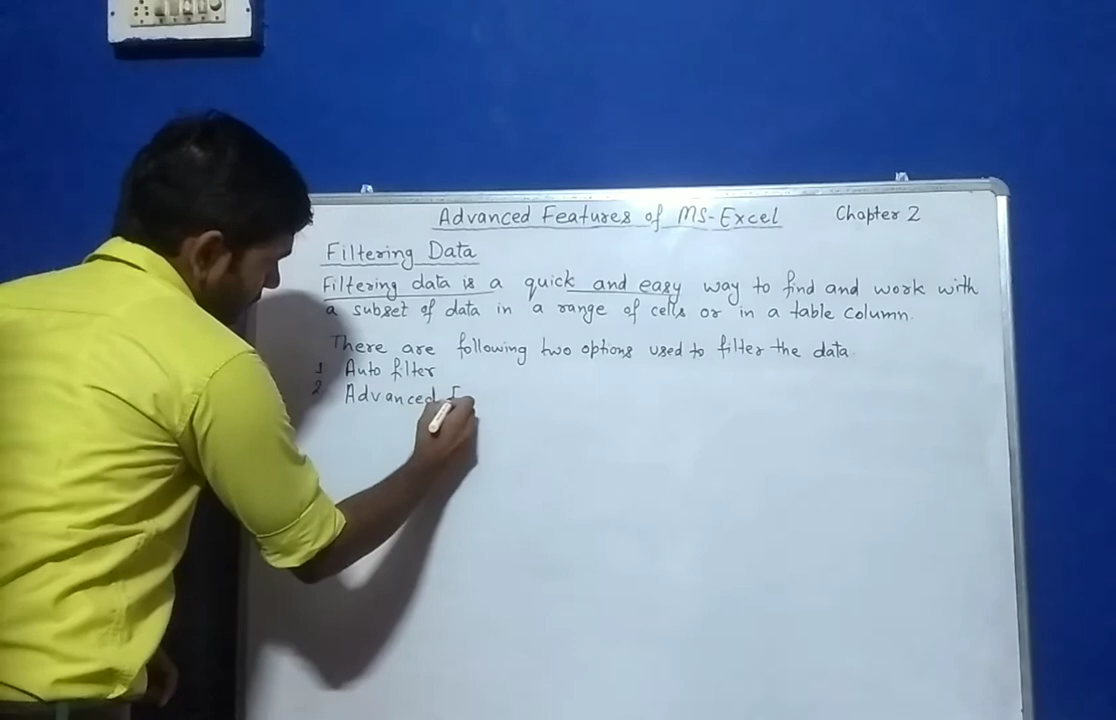 Advanced Features of MS-Excel Chapter 2
Filtering Data
Filtering data is a quick and easy way to find and work with
a subset of data in a range of cells or in a table column.
There are following two options used to filter the data.
1 Auto filter
2 Advanced F